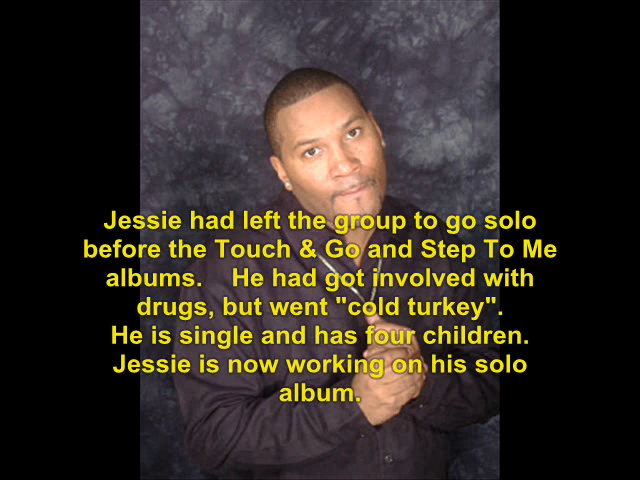 Jessie had left the group to go solo
before the Touch & Go and Step To Me
albums.    He had got involved with
drugs, but went "cold turkey".
He is single and has four children.
Jessie is now working on his solo
album.